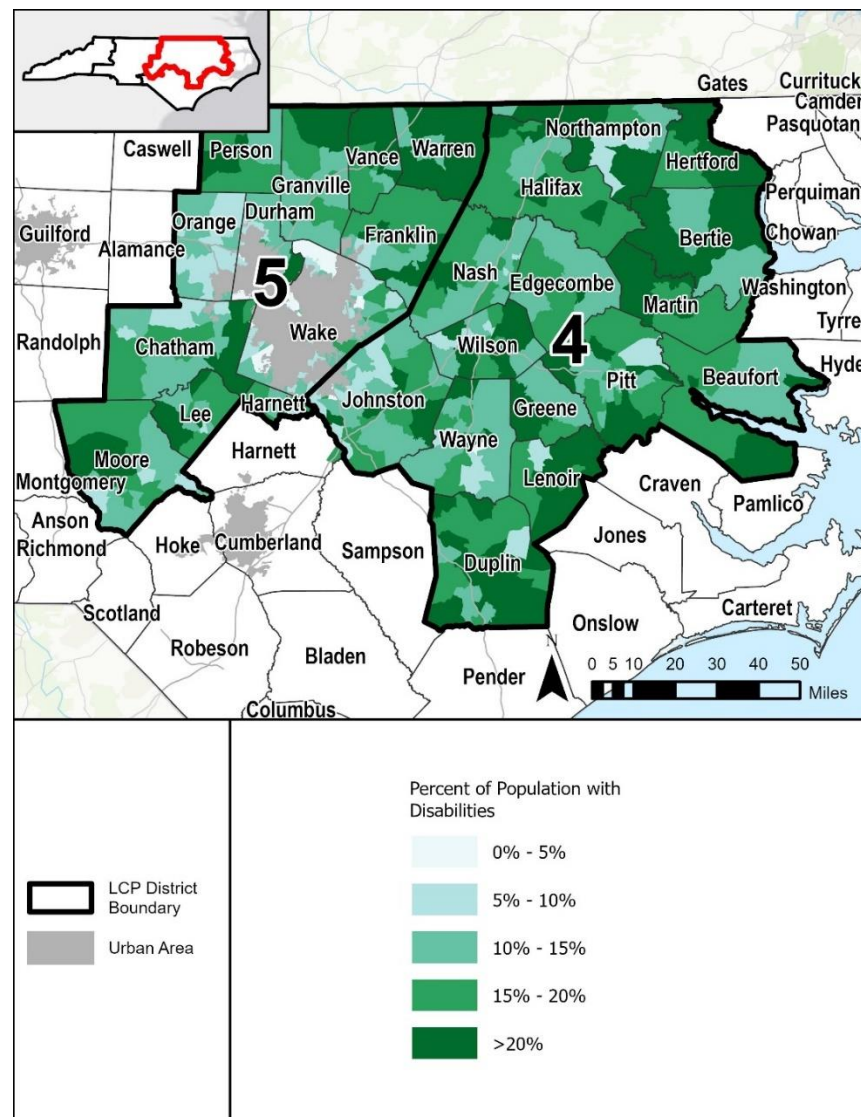 Gates
Currituck
Camden
Pasquotan
Caswell
Person
Vance
Warren
Northampton
Hertford
Granville
Halifax
Perquiman
Orange
Durham
Guilford
Alamance
Franklin
Bertie
Chowan
Nash
Edgecombe
Washington
5
Martin
Tyrre
Randolph
Wake
Wilson
4
Chatham
Pitt
Beaufort
Hyde
Lee
Harnett
Johnston
Greene
Harnett
Wayne
Moore
Lenoir
Montgomery
Craven
Pamlico
Anson
Richmond
Hoke
Cumberland
Sampson
Jones
Duplin
Scotland
Onslow
Carteret
Robeson
Bladen
N
Pender
0 5 10 20 30 40 50
Miles
Columbus
LCP District
Boundary
Urban Area
Percent of Population with
Disabilities
0% - 5%
5% - 10%
10% - 15%
15% - 20%
>20%